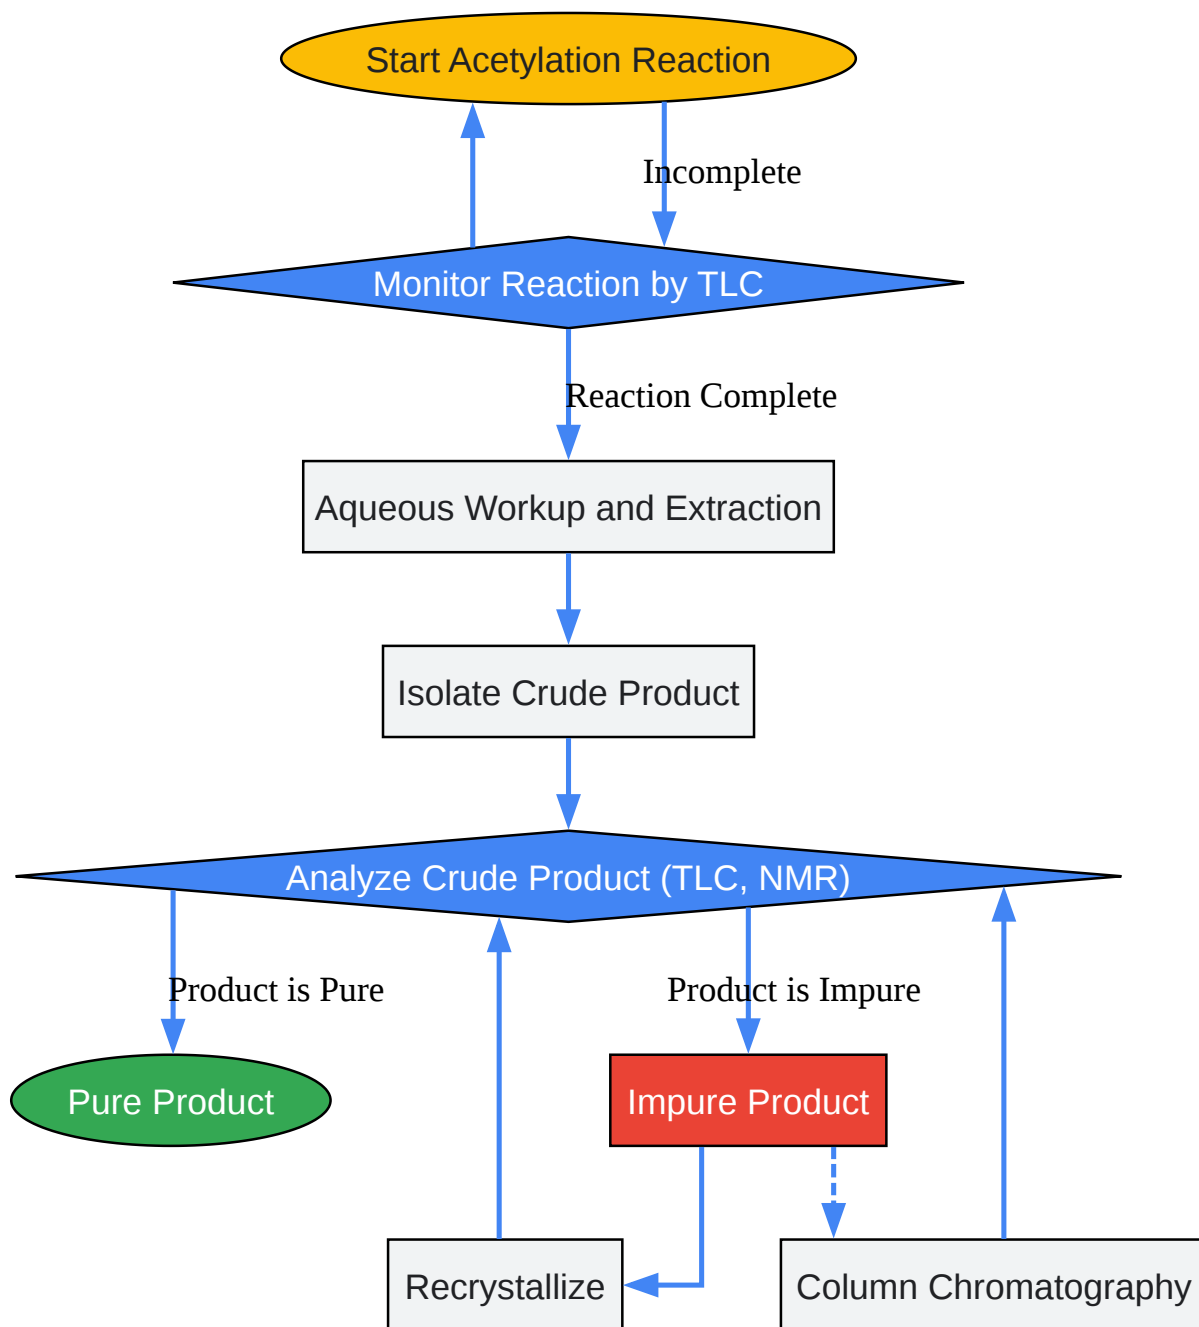 Start Acetylation Reaction
Incomplete
Monitor Reaction by TLC
Reaction Complete
Aqueous Workup and Extraction
Isolate Crude Product
Analyze Crude Product (TLC, NMR)
Product is Pure
Product is Impure
Pure Product
Impure Product
Recrystallize
Column Chromatography